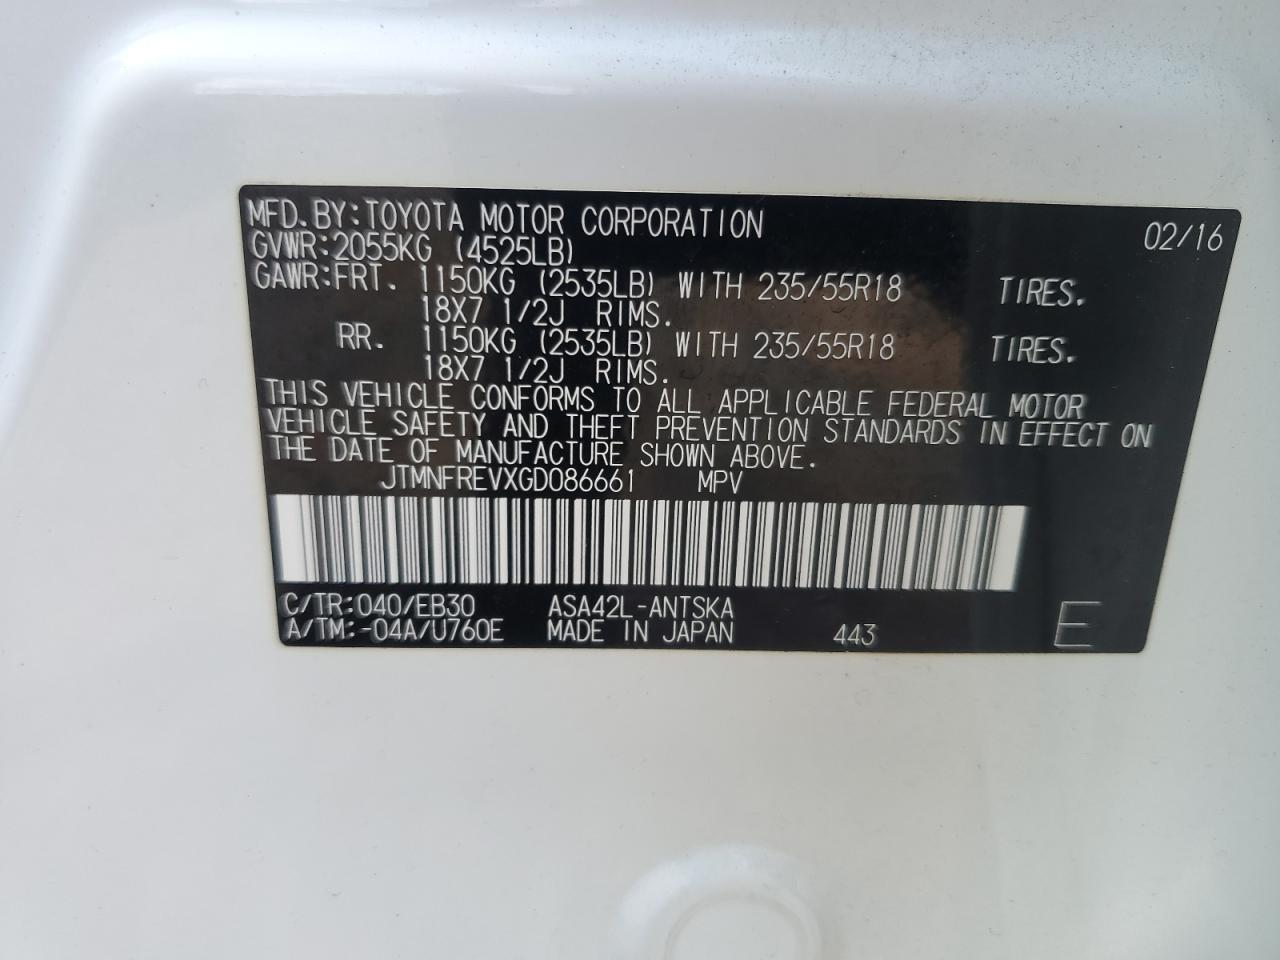 MFD.BY:TOYOTA MOTOR CORPORATION 02/16
GVWR:2055KG (4525LB)
GAWR:FRT. 1150KG (2535LB) WITH 235/55R18 TIRES.
18X7 1/2J RIMS.
RR. 1150KG (2535LB) WITH 235/55R18 TIRES.
18X7 1/2J RIMS.
THIS VEHICLE CONFORMS TO ALL APPLICABLE FEDERAL MOTOR
VEHICLE SAFETY AND THEFT PREVENTION STANDARDS IN EFFECT ON
THE DATE OF MANUFACTURE SHOWN ABOVE.
JTMNFREVXGD086661 MPV
C/TR:040/EB30 ASA42L-ANTSKA
A/TM:-04A/U760E MADE IN JAPAN 443 E